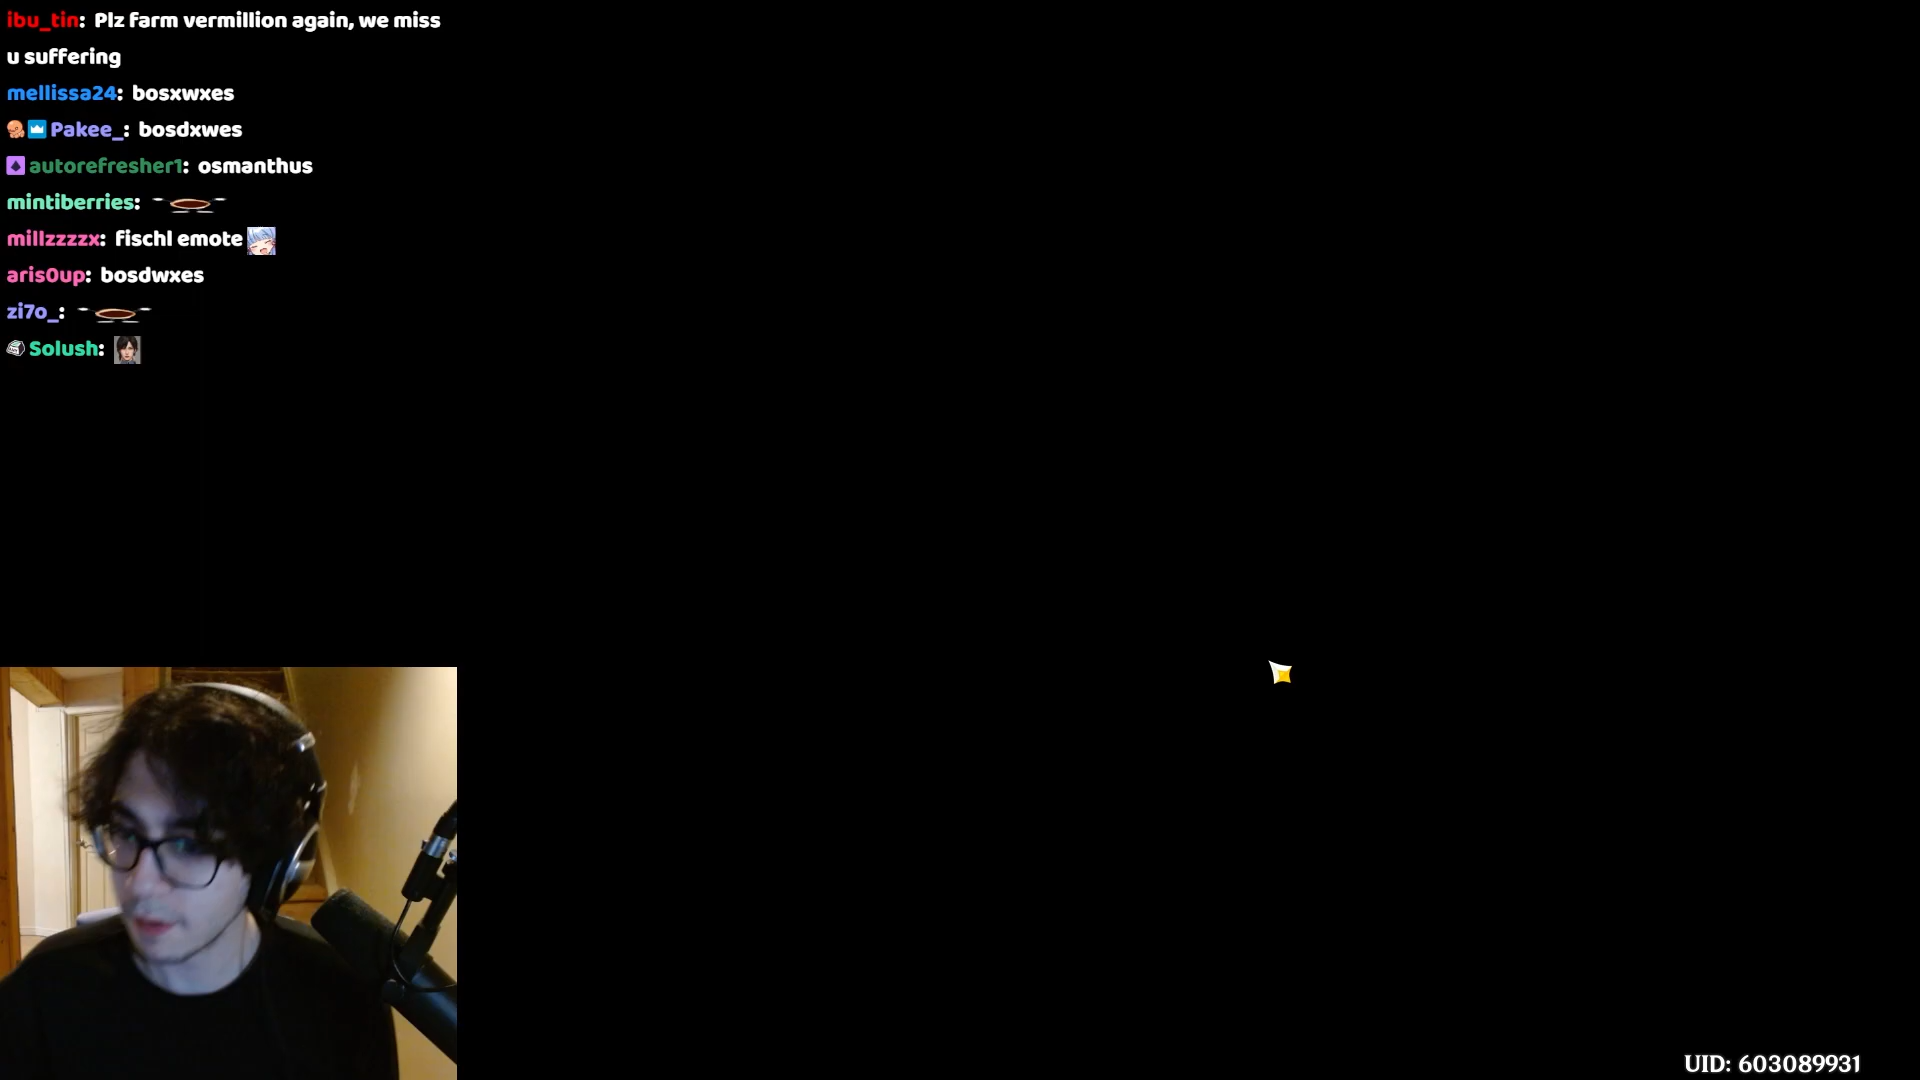 ibu_tin: Plz farm vermillion again, we miss
u suffering
mellissa24: bosxwxes
Pakee_: bosdxwes
autorefresher1: osmanthus
mintiberries:
millzzzzx: fischl emote
aris0up: bosdwxes
zi7o_:
Solush:
UID: 603089931